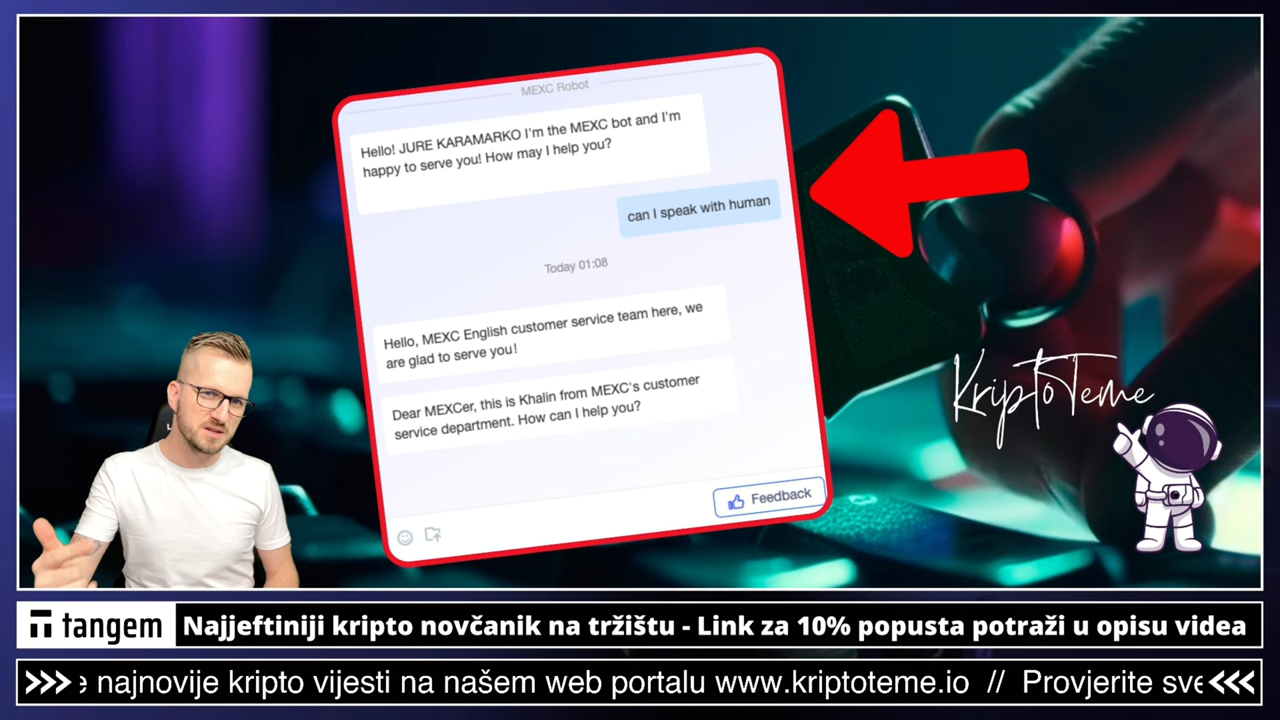 MEXC Robot
Hello! JURE KARAMARKO I'm the MEXC bot and I'm
happy to serve you! How may I help you?
can I speak with human
Today 01:08
Hello, MEXC English customer service team here, we
are glad to serve you!
Dear MEXCer, this is Khalin from MEXC's customer
service department. How can I help you?
Feedback
KriptoTeme
tangem
Najjeftiniji kripto novčanik na tržištu - Link za 10% popusta potraži u opisu videa
>>> najnovije kripto vijesti na našem web portalu www.kriptoteme.io // Provjerite sve <<<